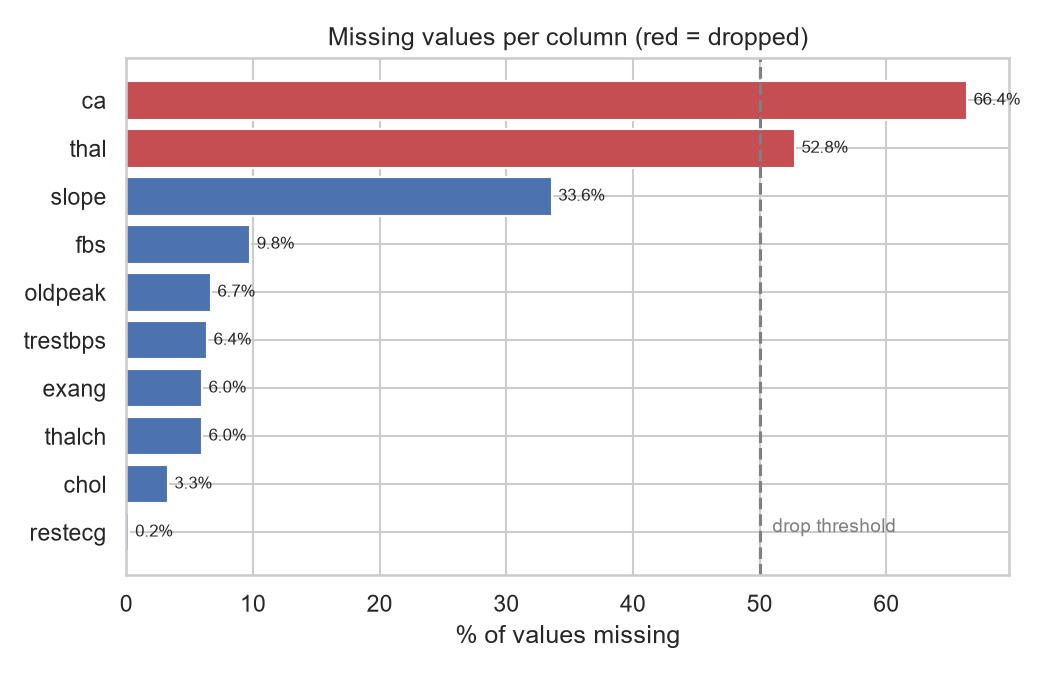 Missing values per column (red = dropped)
ca 66.4%
thal 52.8%
slope 33.6%
fbs 9.8%
oldpeak 6.7%
trestbps 6.4%
exang 6.0%
thalch 6.0%
chol 3.3%
restecg 0.2% drop threshold
0 10 20 30 40 50 60
% of values missing